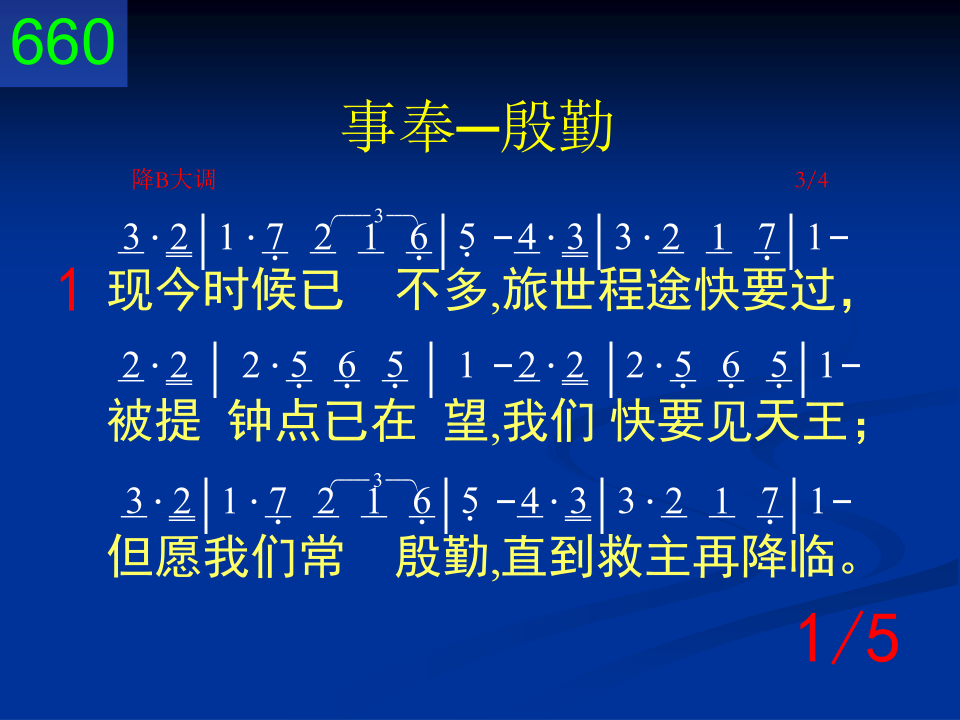 660
事奉─殷勤
降B大调 3/4
3
3 · 2 | 1 · 7 2 1 6 | 5 - 4 · 3 | 3 · 2 1 7 | 1 -
1 现今时候已 不多,旅世程途快要过，
2 · 2 | 2 · 5 6 5 | 1 - 2 · 2 | 2 · 5 6 5 | 1 -
被提 钟点已在 望,我们 快要见天王；
3
3 · 2 | 1 · 7 2 1 6 | 5 - 4 · 3 | 3 · 2 1 7 | 1 -
但愿我们常 殷勤,直到救主再降临。
1/5